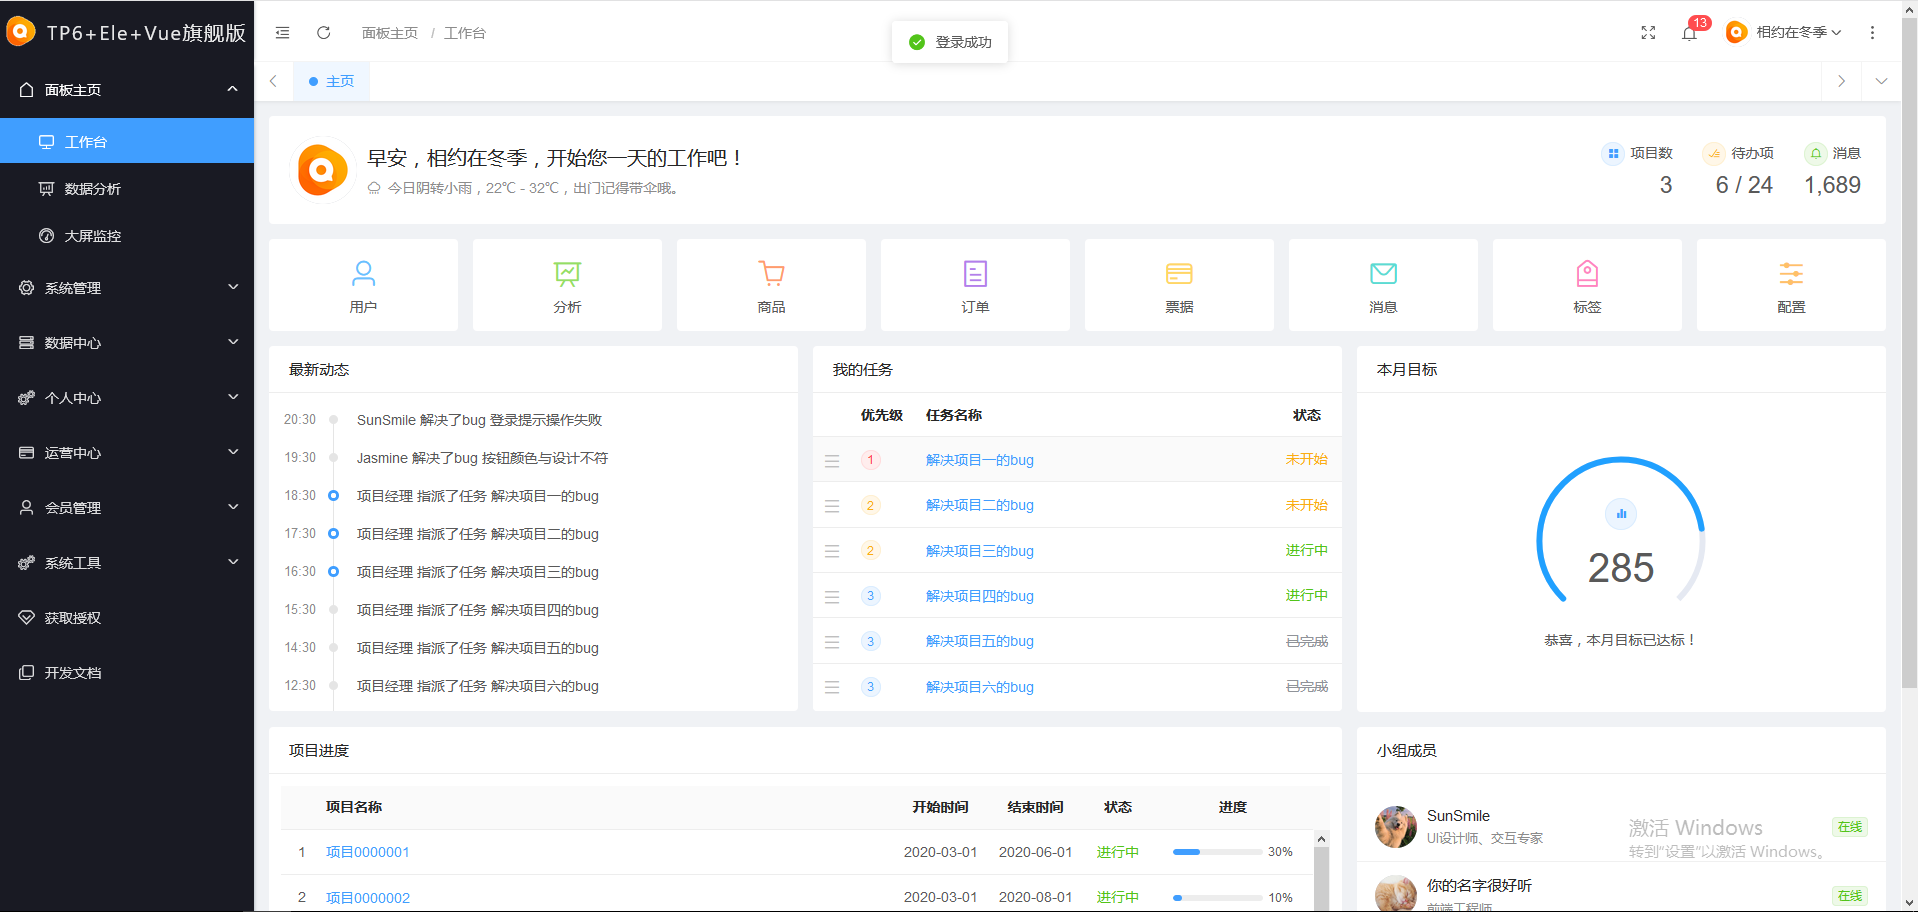 TP6+Ele+Vue旗舰版
面板主页
工作台
数据分析
大屏监控
系统管理
数据中心
个人中心
运营中心
会员管理
系统工具
获取授权
开发文档
面板主页 / 工作台
登录成功
13
相约在冬季
主页
早安，相约在冬季，开始您一天的工作吧！
今日阴转小雨，22℃ - 32℃，出门记得带伞哦。
项目数
3
待办项
6 / 24
消息
1,689
用户
分析
商品
订单
票据
消息
标签
配置
最新动态
20:30 SunSmile 解决了bug 登录提示操作失败
19:30 Jasmine 解决了bug 按钮颜色与设计不符
18:30 项目经理 指派了任务 解决项目一的bug
17:30 项目经理 指派了任务 解决项目二的bug
16:30 项目经理 指派了任务 解决项目三的bug
15:30 项目经理 指派了任务 解决项目四的bug
14:30 项目经理 指派了任务 解决项目五的bug
12:30 项目经理 指派了任务 解决项目六的bug
我的任务
优先级 任务名称 状态
1 解决项目一的bug 未开始
2 解决项目二的bug 未开始
2 解决项目三的bug 进行中
3 解决项目四的bug 进行中
3 解决项目五的bug 已完成
3 解决项目六的bug 已完成
本月目标
285
恭喜，本月目标已达标！
项目进度
项目名称 开始时间 结束时间 状态 进度
1 项目0000001 2020-03-01 2020-06-01 进行中 30%
2 项目0000002 2020-03-01 2020-08-01 进行中 10%
小组成员
SunSmile
UI设计师、交互专家
在线
你的名字很好听
前端工程师
在线
激活 Windows
转到“设置”以激活 Windows。